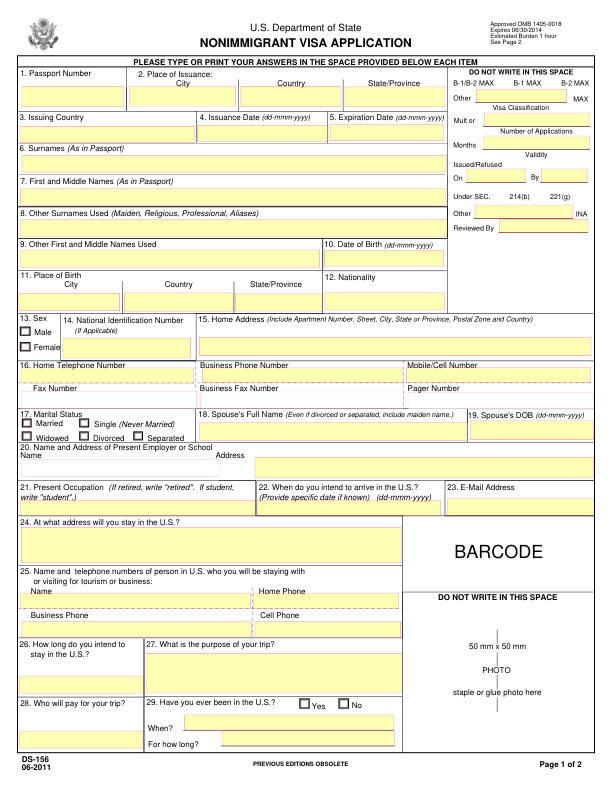 U.S. Department of State
NONIMMIGRANT VISA APPLICATION
Approved OMB 1405-0018
Expires 06/30/2014
Estimated Burden 1 hour
See Page 2
PLEASE TYPE OR PRINT YOUR ANSWERS IN THE SPACE PROVIDED BELOW EACH ITEM
1. Passport Number
2. Place of Issuance:
City Country State/Province
DO NOT WRITE IN THIS SPACE
B-1/B-2 MAX B-1 MAX B-2 MAX
Other MAX
Visa Classification
Mult or
Number of Applications
Months
Validity
Issued/Refused
On By
Under SEC. 214(b) 221(g)
Other INA
Reviewed By
3. Issuing Country
4. Issuance Date (dd-mmm-yyyy)
5. Expiration Date (dd-mmm-yyyy)
6. Surnames (As in Passport)
7. First and Middle Names (As in Passport)
8. Other Surnames Used (Maiden, Religious, Professional, Aliases)
9. Other First and Middle Names Used
10. Date of Birth (dd-mmm-yyyy)
11. Place of Birth
City Country State/Province
12. Nationality
13. Sex
Male
Female
14. National Identification Number
(If Applicable)
15. Home Address (Include Apartment Number, Street, City, State or Province, Postal Zone and Country)
16. Home Telephone Number
Business Phone Number
Mobile/Cell Number
Fax Number
Business Fax Number
Pager Number
17. Marital Status
Married Single (Never Married)
Widowed Divorced Separated
18. Spouse's Full Name (Even if divorced or separated, include maiden name.)
19. Spouse's DOB (dd-mmm-yyyy)
20. Name and Address of Present Employer or School
Name Address
21. Present Occupation (If retired, write "retired". If student,
write "student".)
22. When do you intend to arrive in the U.S.?
(Provide specific date if known) (dd-mmm-yyyy)
23. E-Mail Address
24. At what address will you stay in the U.S.?
BARCODE
25. Name and telephone numbers of person in U.S. who you will be staying with
or visiting for tourism or business:
Name Home Phone
Business Phone Cell Phone
DO NOT WRITE IN THIS SPACE
50 mm x 50 mm
PHOTO
staple or glue photo here
26. How long do you intend to
stay in the U.S.?
27. What is the purpose of your trip?
28. Who will pay for your trip?
29. Have you ever been in the U.S.? Yes No
When?
For how long?
DS-156
06-2011
PREVIOUS EDITIONS OBSOLETE
Page 1 of 2